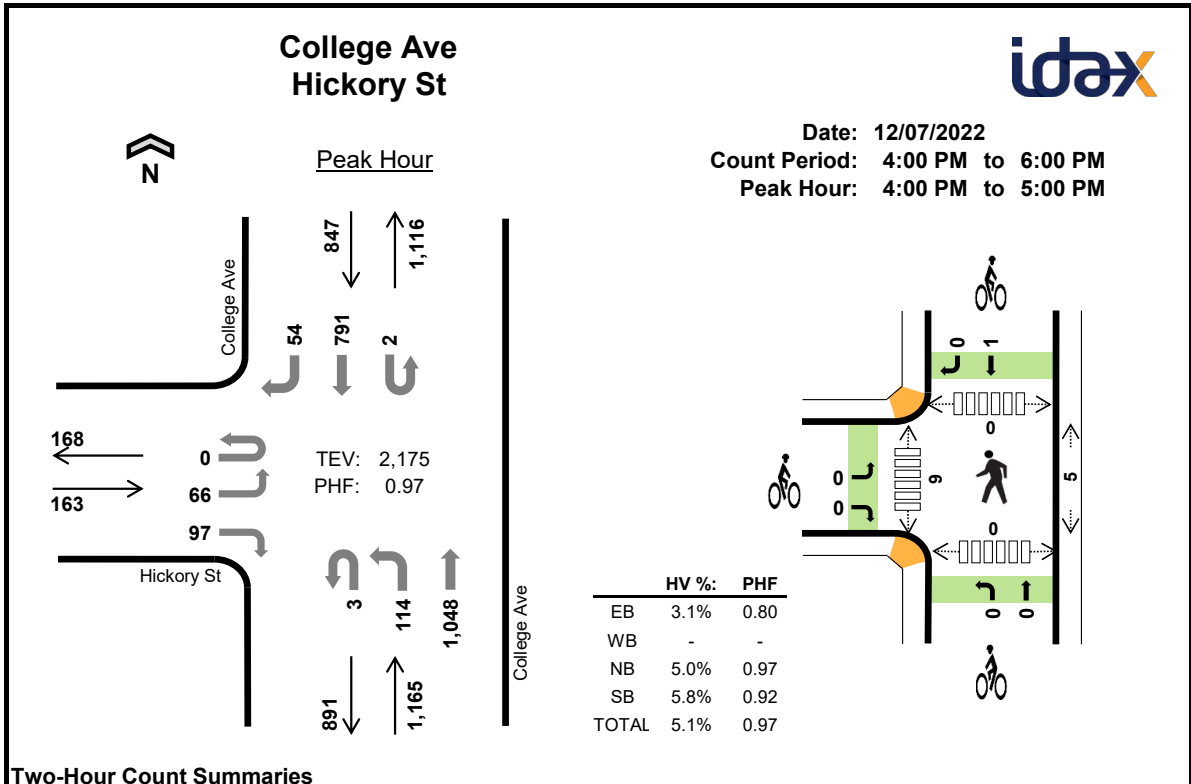 College Ave
Hickory St
idax
Date: 12/07/2022
Count Period: 4:00 PM to 6:00 PM
Peak Hour: 4:00 PM to 5:00 PM
N
Peak Hour
847
1,116
College Ave
54
791
2
168
163
0
66
97
TEV: 2,175
PHF: 0.97
Hickory St
3
114
1,048
College Ave
891
1,165
HV %: PHF
EB 3.1% 0.80
WB - -
NB 5.0% 0.97
SB 5.8% 0.92
TOTAL 5.1% 0.97
0
1
0
0
0
9
5
0
0
0
Two-Hour Count Summaries